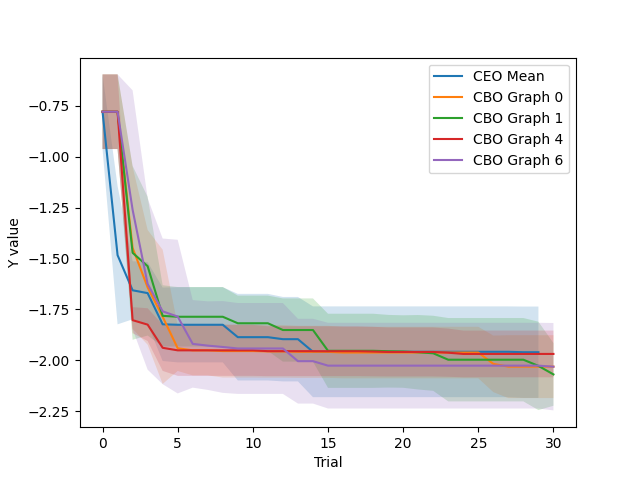 CEO Mean
CBO Graph 0
CBO Graph 1
CBO Graph 4
CBO Graph 6
−0.75
−1.00
−1.25
−1.50
−1.75
−2.00
−2.25
Y value
0 5 10 15 20 25 30
Trial